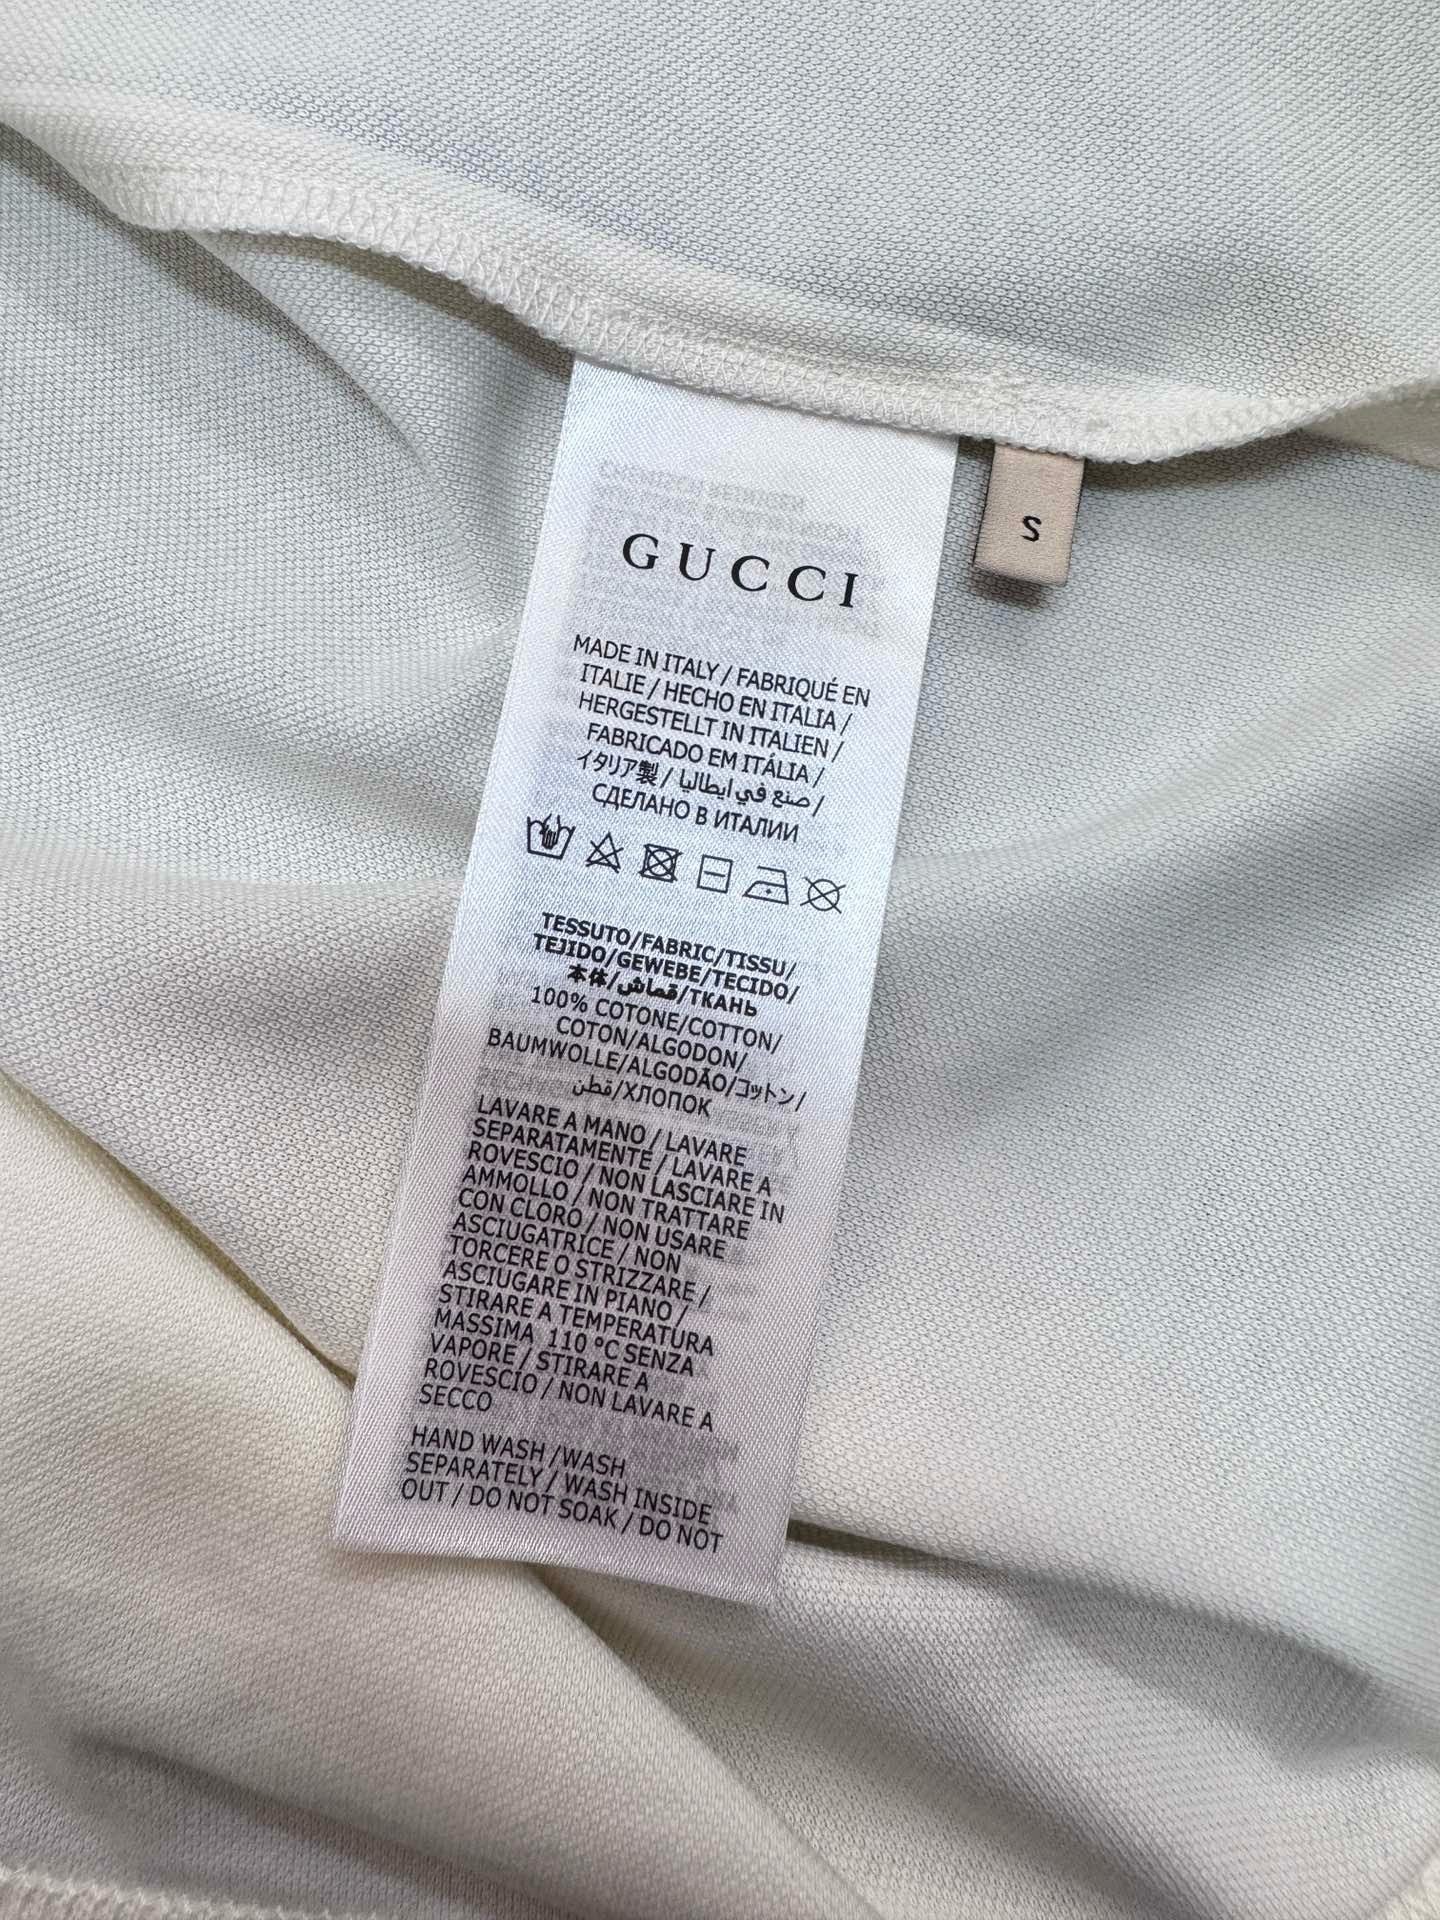 GUCCI
S
MADE IN ITALY / FABRIQUÉ EN
ITALIE / HECHO EN ITALIA /
HERGESTELLT IN ITALIEN /
FABRICADO EM ITÁLIA /
イタリア製 / صنع في ايطاليا /
СДЕЛАНО В ИТАЛИИ
TESSUTO/FABRIC/TISSU/
TEJIDO/GEWEBE/TECIDO/
本体/قماش/ТКАНЬ
100% COTONE/COTTON/
COTON/ALGODON/
BAUMWOLLE/ALGODÃO/コットン/
قطن/ХЛОПОК
LAVARE A MANO / LAVARE
SEPARATAMENTE / LAVARE A
ROVESCIO / NON LASCIARE IN
AMMOLLO / NON TRATTARE
CON CLORO / NON USARE
ASCIUGATRICE / NON
TORCERE O STRIZZARE /
ASCIUGARE IN PIANO /
STIRARE A TEMPERATURA
MASSIMA 110 °C SENZA
VAPORE / STIRARE A
ROVESCIO / NON LAVARE A
SECCO
HAND WASH /WASH
SEPARATELY / WASH INSIDE
OUT / DO NOT SOAK / DO NOT